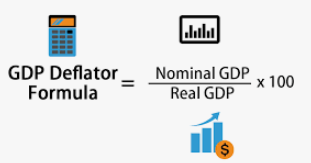 GDP Deflator
Formula
=
Nominal GDP
Real GDP
x 100
$